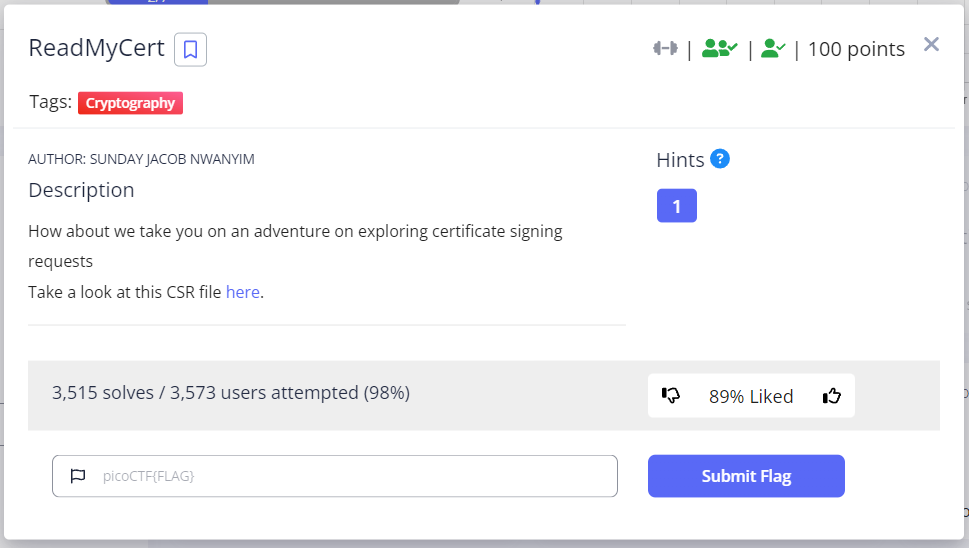 ReadMyCert
| | | 100 points
Tags: Cryptography
AUTHOR: SUNDAY JACOB NWANYIM
Description
How about we take you on an adventure on exploring certificate signing
requests
Take a look at this CSR file here.
Hints ?
1
3,515 solves / 3,573 users attempted (98%)
89% Liked
picoCTF{FLAG}
Submit Flag